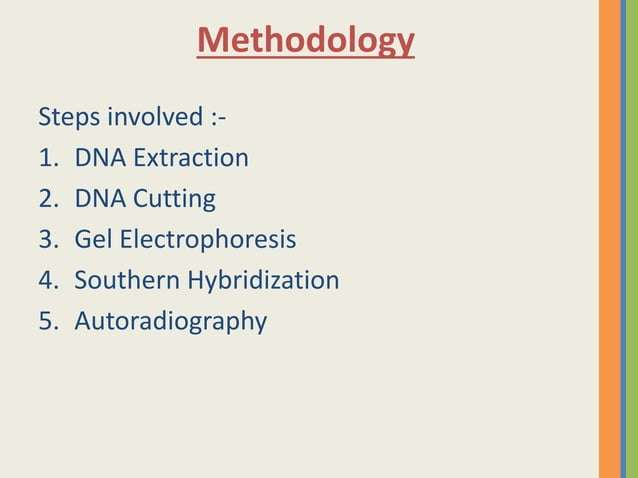 Methodology
Steps involved :-
1. DNA Extraction
2. DNA Cutting
3. Gel Electrophoresis
4. Southern Hybridization
5. Autoradiography